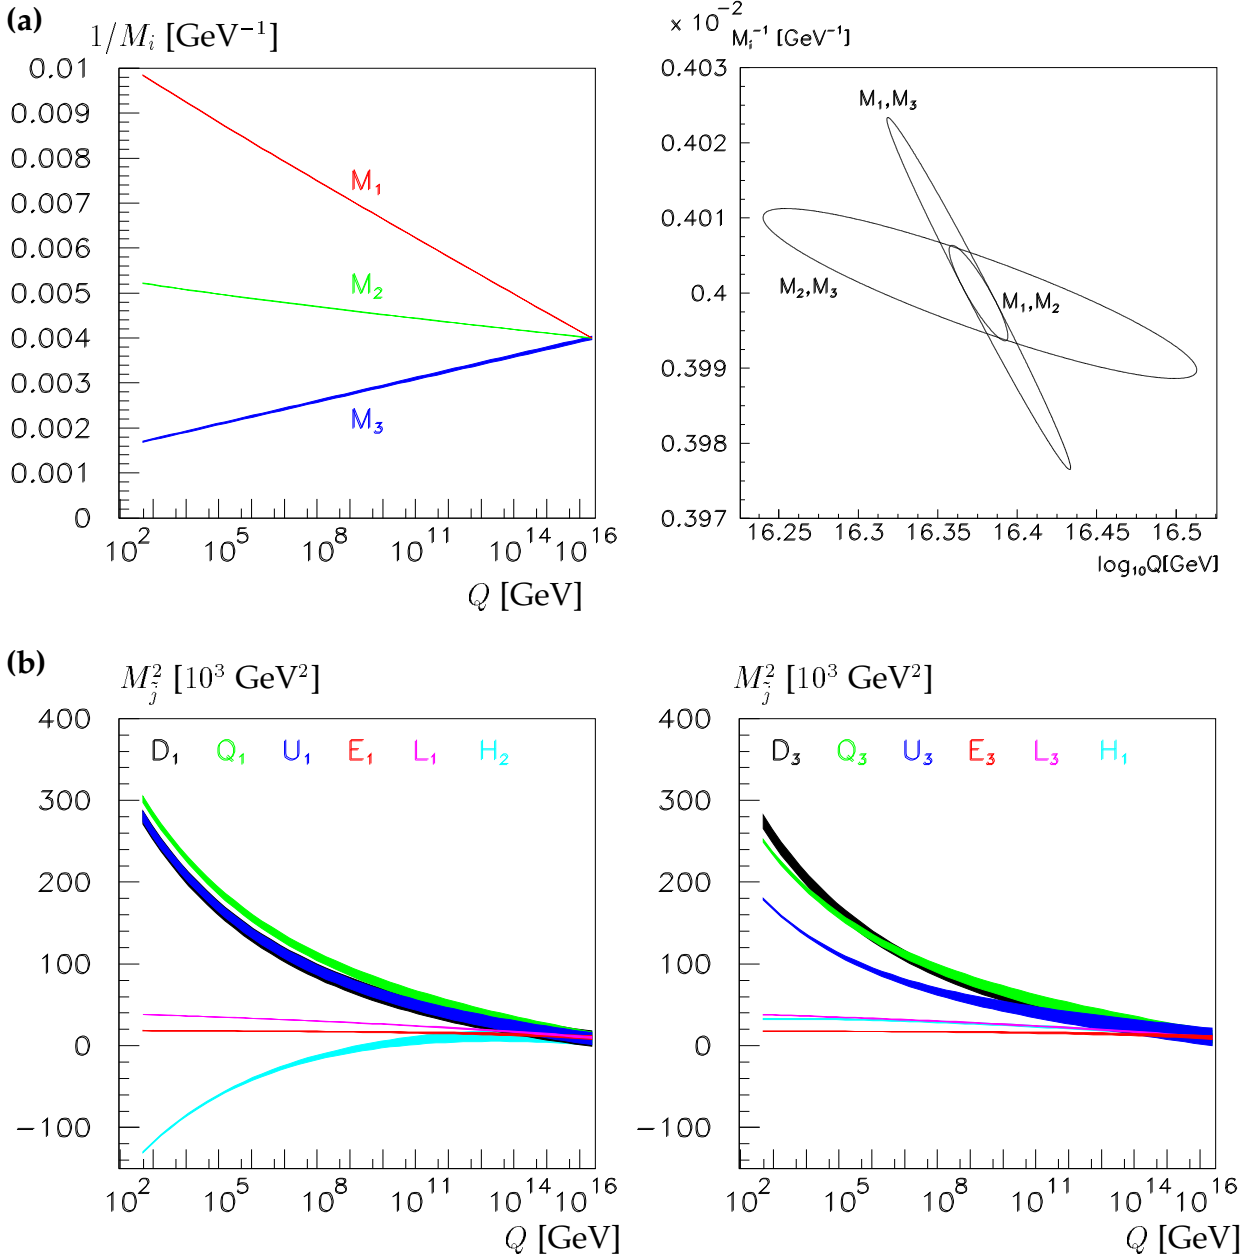 (a)
1/M_i [GeV⁻¹]
0.01
0.009
0.008
0.007
0.006
0.005
0.004
0.003
0.002
0.001
0
M₁
M₂
M₃
10² 10⁵ 10⁸ 10¹¹ 10¹⁴ 10¹⁶
Q [GeV]
x 10⁻²
M_i⁻¹ [GeV⁻¹]
0.403
0.402
0.401
0.4
0.399
0.398
0.397
M₁,M₃
M₂,M₃
M₁,M₂
16.25 16.3 16.35 16.4 16.45 16.5
log₁₀Q[GeV]
(b)
M²_j̃ [10³ GeV²]
400
300
200
100
0
−100
D₁ Q₁ U₁ E₁ L₁ H₂
10² 10⁵ 10⁸ 10¹¹ 10¹⁴ 10¹⁶
Q [GeV]
M²_j̃ [10³ GeV²]
400
300
200
100
0
−100
D₃ Q₃ U₃ E₃ L₃ H₁
10² 10⁵ 10⁸ 10¹¹ 10¹⁴ 10¹⁶
Q [GeV]